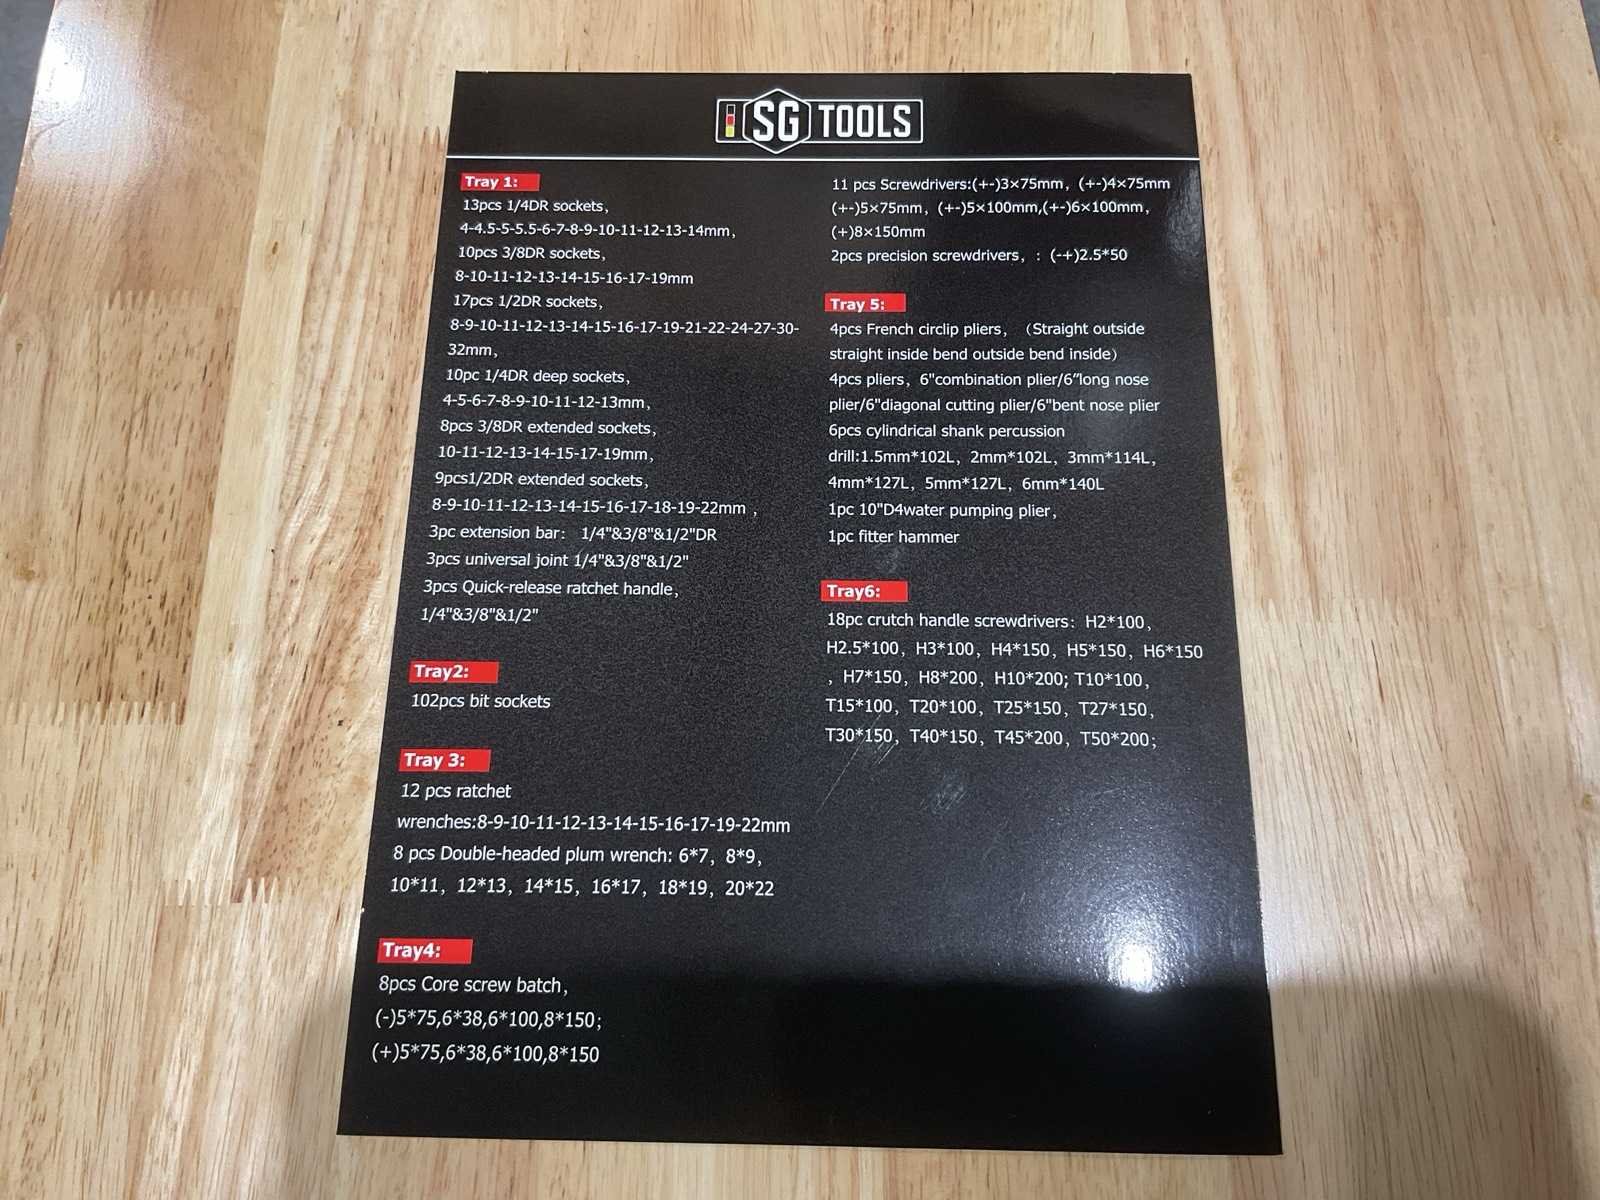 SG TOOLS
Tray 1:
13pcs 1/4DR sockets,
4-4.5-5-5.5-6-7-8-9-10-11-12-13-14mm,
10pcs 3/8DR sockets,
8-10-11-12-13-14-15-16-17-19mm
17pcs 1/2DR sockets,
8-9-10-11-12-13-14-15-16-17-19-21-22-24-27-30-
32mm,
10pc 1/4DR deep sockets,
4-5-6-7-8-9-10-11-12-13mm,
8pcs 3/8DR extended sockets,
10-11-12-13-14-15-17-19mm,
9pcs1/2DR extended sockets,
8-9-10-11-12-13-14-15-16-17-18-19-22mm ,
3pc extension bar: 1/4"&3/8"&1/2"DR
3pcs universal joint 1/4"&3/8"&1/2"
3pcs Quick-release ratchet handle,
1/4"&3/8"&1/2"
Tray2:
102pcs bit sockets
Tray 3:
12 pcs ratchet
wrenches:8-9-10-11-12-13-14-15-16-17-19-22mm
8 pcs Double-headed plum wrench: 6*7, 8*9,
10*11, 12*13, 14*15, 16*17, 18*19, 20*22
Tray4:
8pcs Core screw batch,
(-)5*75,6*38,6*100,8*150;
(+)5*75,6*38,6*100,8*150
11 pcs Screwdrivers:(+-)3×75mm, (+-)4×75mm
(+-)5×75mm, (+-)5×100mm,(+-)6×100mm,
(+)8×150mm
2pcs precision screwdrivers, : (-+)2.5*50
Tray 5:
4pcs French circlip pliers, (Straight outside
straight inside bend outside bend inside)
4pcs pliers, 6"combination plier/6"long nose
plier/6"diagonal cutting plier/6"bent nose plier
6pcs cylindrical shank percussion
drill:1.5mm*102L, 2mm*102L, 3mm*114L,
4mm*127L, 5mm*127L, 6mm*140L
1pc 10"D4water pumping plier,
1pc fitter hammer
Tray6:
18pc crutch handle screwdrivers: H2*100,
H2.5*100, H3*100, H4*150, H5*150, H6*150
, H7*150, H8*200, H10*200; T10*100,
T15*100, T20*100, T25*150, T27*150,
T30*150, T40*150, T45*200, T50*200;